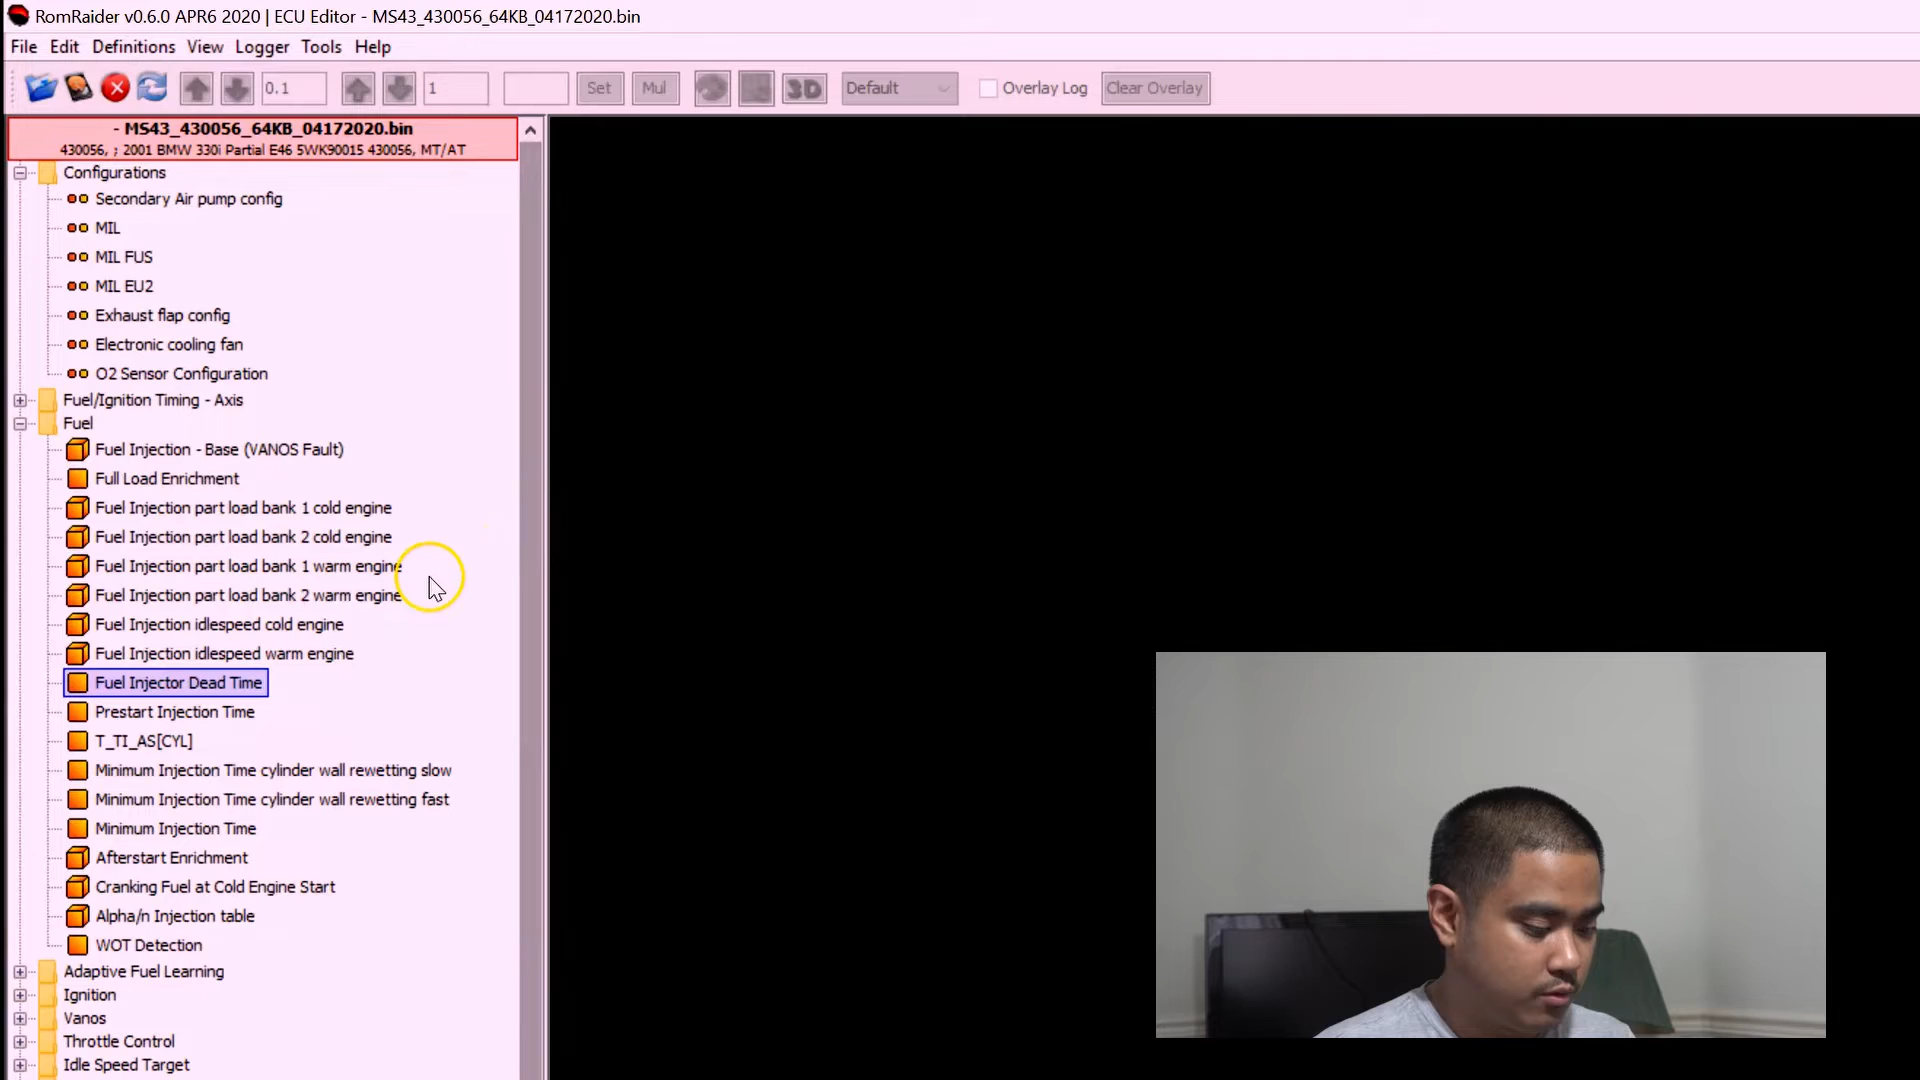 RomRaider v0.6.0 APR6 2020 | ECU Editor - MS43_430056_64KB_04172020.bin
File Edit Definitions View Logger Tools Help
0.1 1 Set Mul 3D Default Overlay Log Clear Overlay
- MS43_430056_64KB_04172020.bin
430056, ; 2001 BMW 330i Partial E46 5WK90015 430056, MT/AT
Configurations
Secondary Air pump config
MIL
MIL FUS
MIL EU2
Exhaust flap config
Electronic cooling fan
O2 Sensor Configuration
Fuel/Ignition Timing - Axis
Fuel
Fuel Injection - Base (VANOS Fault)
Full Load Enrichment
Fuel Injection part load bank 1 cold engine
Fuel Injection part load bank 2 cold engine
Fuel Injection part load bank 1 warm engine
Fuel Injection part load bank 2 warm engine
Fuel Injection idlespeed cold engine
Fuel Injection idlespeed warm engine
Fuel Injector Dead Time
Prestart Injection Time
T_TI_AS[CYL]
Minimum Injection Time cylinder wall rewetting slow
Minimum Injection Time cylinder wall rewetting fast
Minimum Injection Time
Afterstart Enrichment
Cranking Fuel at Cold Engine Start
Alpha/n Injection table
WOT Detection
Adaptive Fuel Learning
Ignition
Vanos
Throttle Control
Idle Speed Target